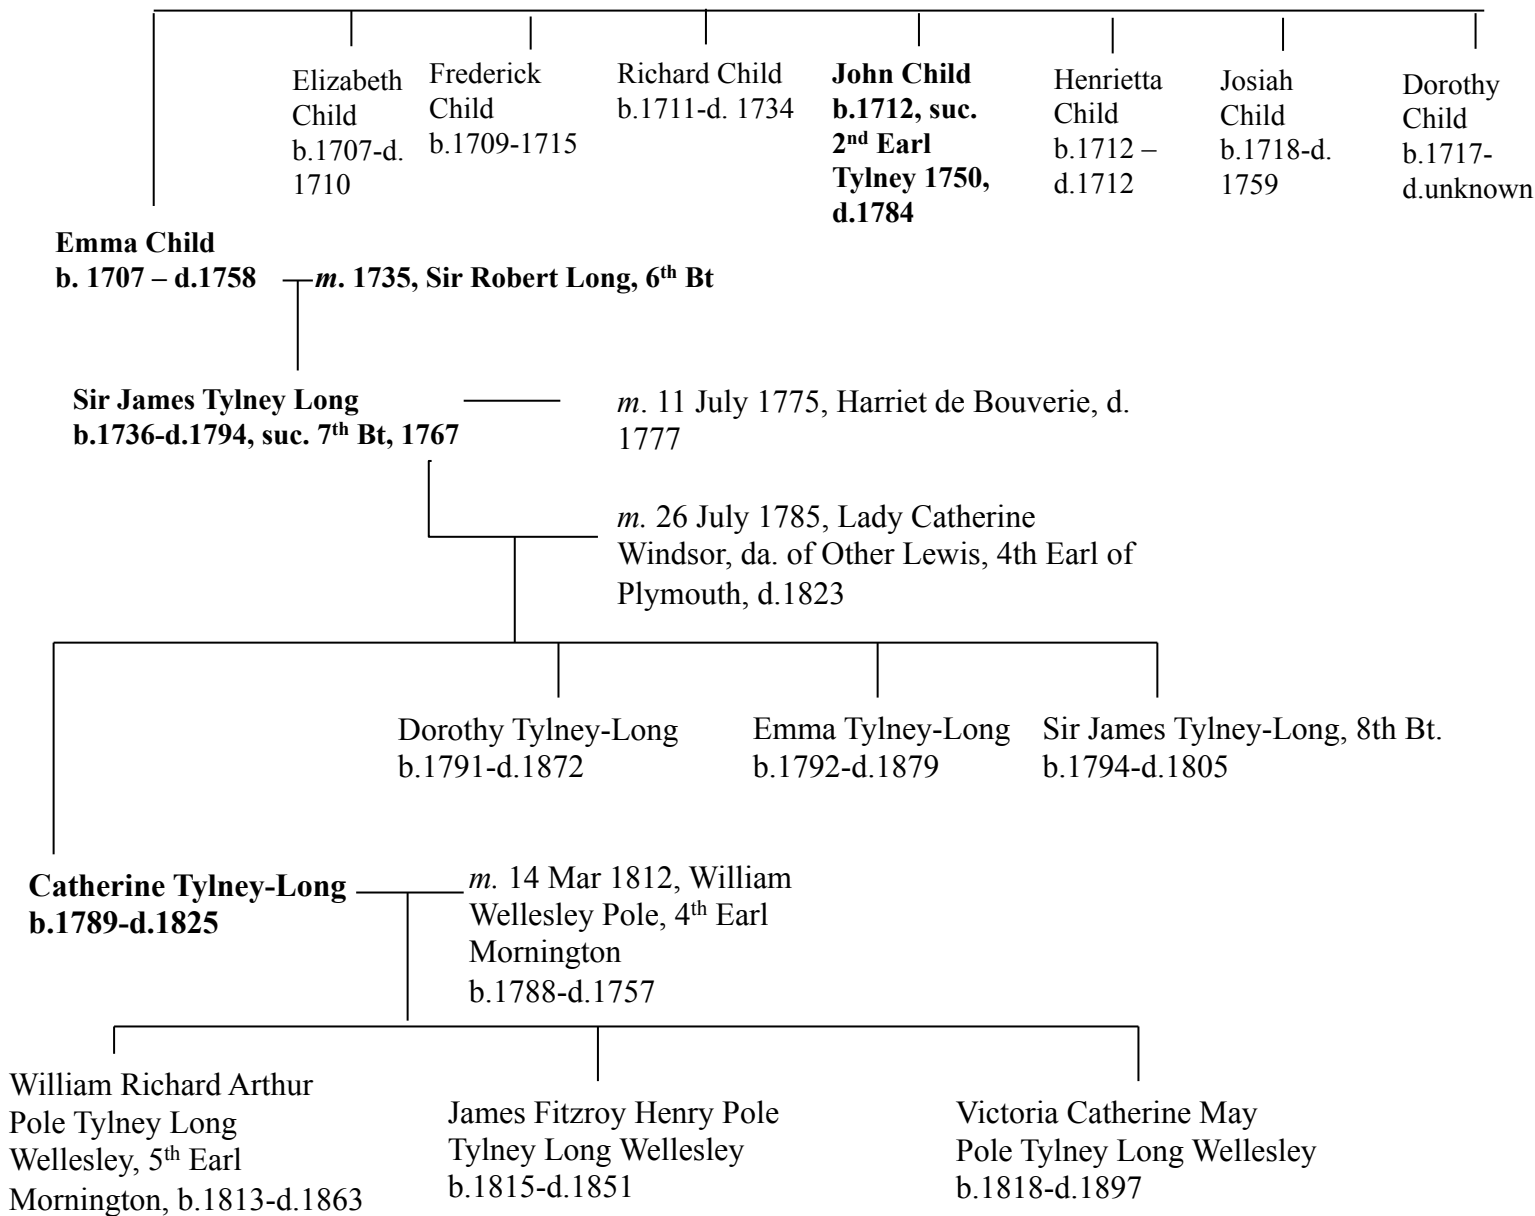 Elizabeth
Child
b.1707-d.
1710
Frederick
Child
b.1709-1715
Richard Child
b.1711-d. 1734
John Child
b.1712, suc.
2nd Earl
Tylney 1750,
d.1784
Henrietta
Child
b.1712 –
d.1712
Josiah
Child
b.1718-d.
1759
Dorothy
Child
b.1717-
d.unknown
Emma Child
b. 1707 – d.1758
m. 1735, Sir Robert Long, 6th Bt
Sir James Tylney Long
b.1736-d.1794, suc. 7th Bt, 1767
m. 11 July 1775, Harriet de Bouverie, d.
1777
m. 26 July 1785, Lady Catherine
Windsor, da. of Other Lewis, 4th Earl of
Plymouth, d.1823
Dorothy Tylney-Long
b.1791-d.1872
Emma Tylney-Long
b.1792-d.1879
Sir James Tylney-Long, 8th Bt.
b.1794-d.1805
Catherine Tylney-Long
b.1789-d.1825
m. 14 Mar 1812, William
Wellesley Pole, 4th Earl
Mornington
b.1788-d.1757
William Richard Arthur
Pole Tylney Long
Wellesley, 5th Earl
Mornington, b.1813-d.1863
James Fitzroy Henry Pole
Tylney Long Wellesley
b.1815-d.1851
Victoria Catherine May
Pole Tylney Long Wellesley
b.1818-d.1897